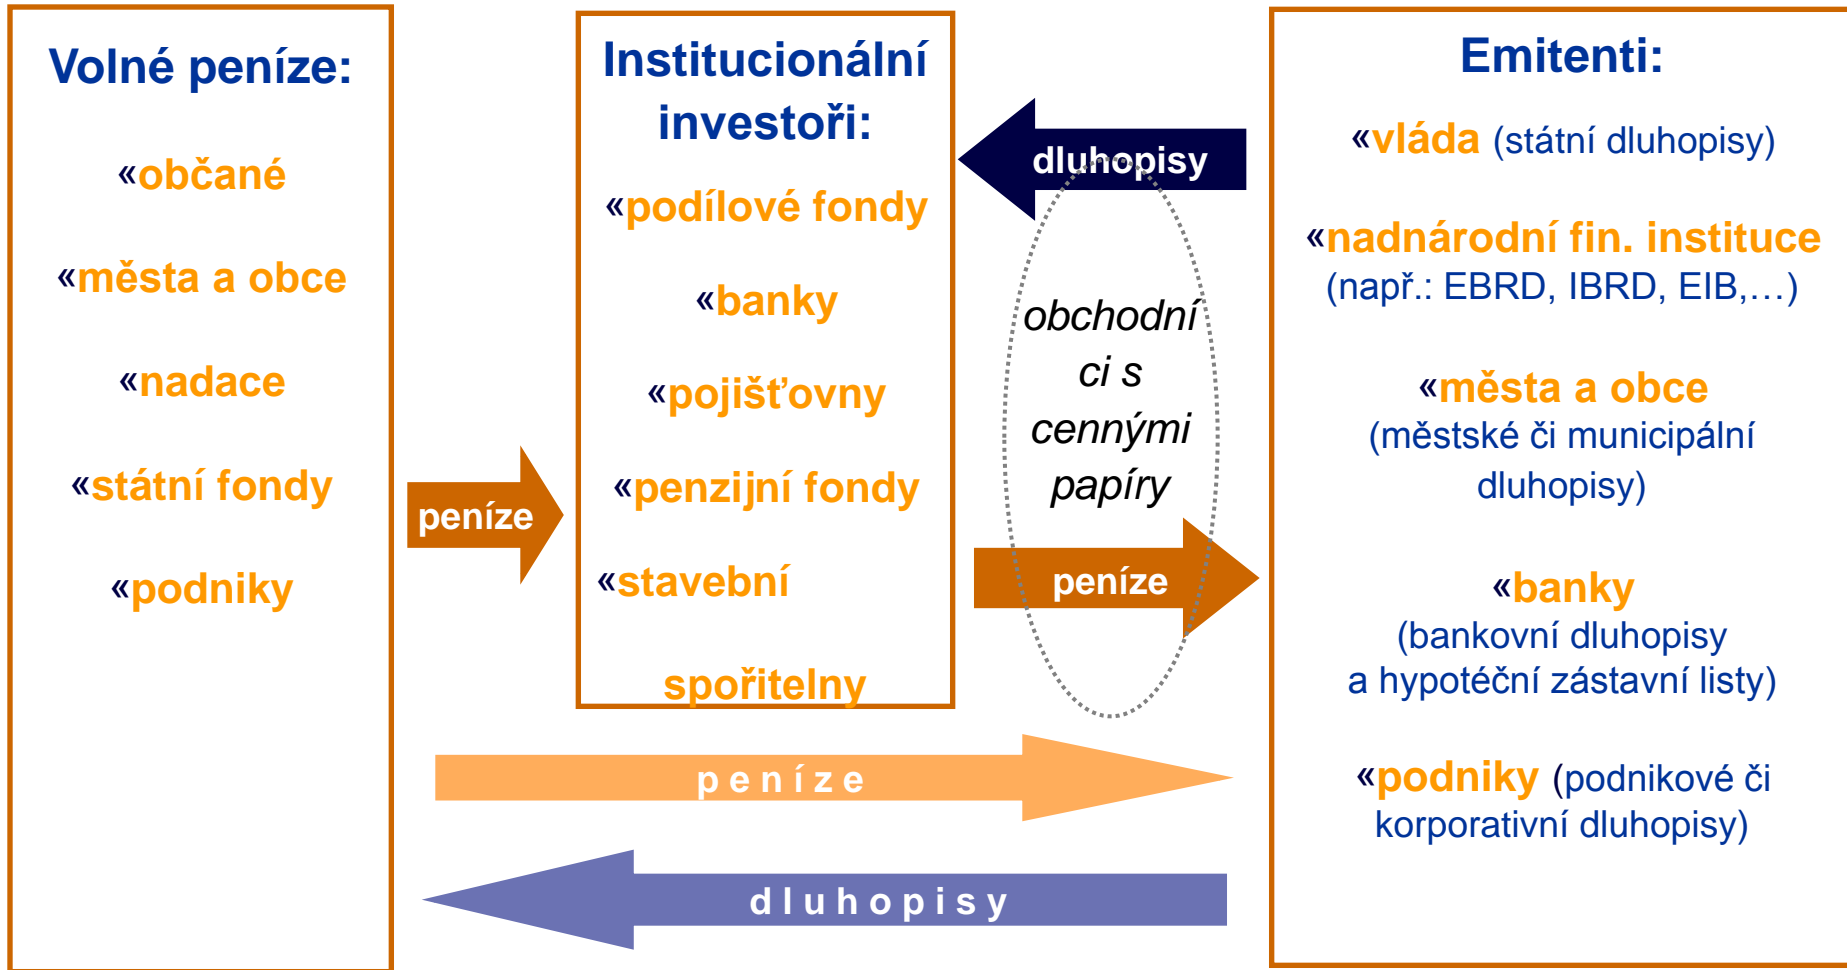 Volné peníze:
«občané
«města a obce
«nadace
«státní fondy
«podniky
peníze
Institucionální
investoři:
«podílové fondy
«banky
«pojišťovny
«penzijní fondy
«stavební
spořitelny
dluhopisy
obchodní
ci s
cennými
papíry
peníze
Emitenti:
«vláda (státní dluhopisy)
«nadnárodní fin. instituce
(např.: EBRD, IBRD, EIB,…)
«města a obce
(městské či municipální
dluhopisy)
«banky
(bankovní dluhopisy
a hypotéční zástavní listy)
«podniky (podnikové či
korporativní dluhopisy)
p e n í z e
d l u h o p i s y